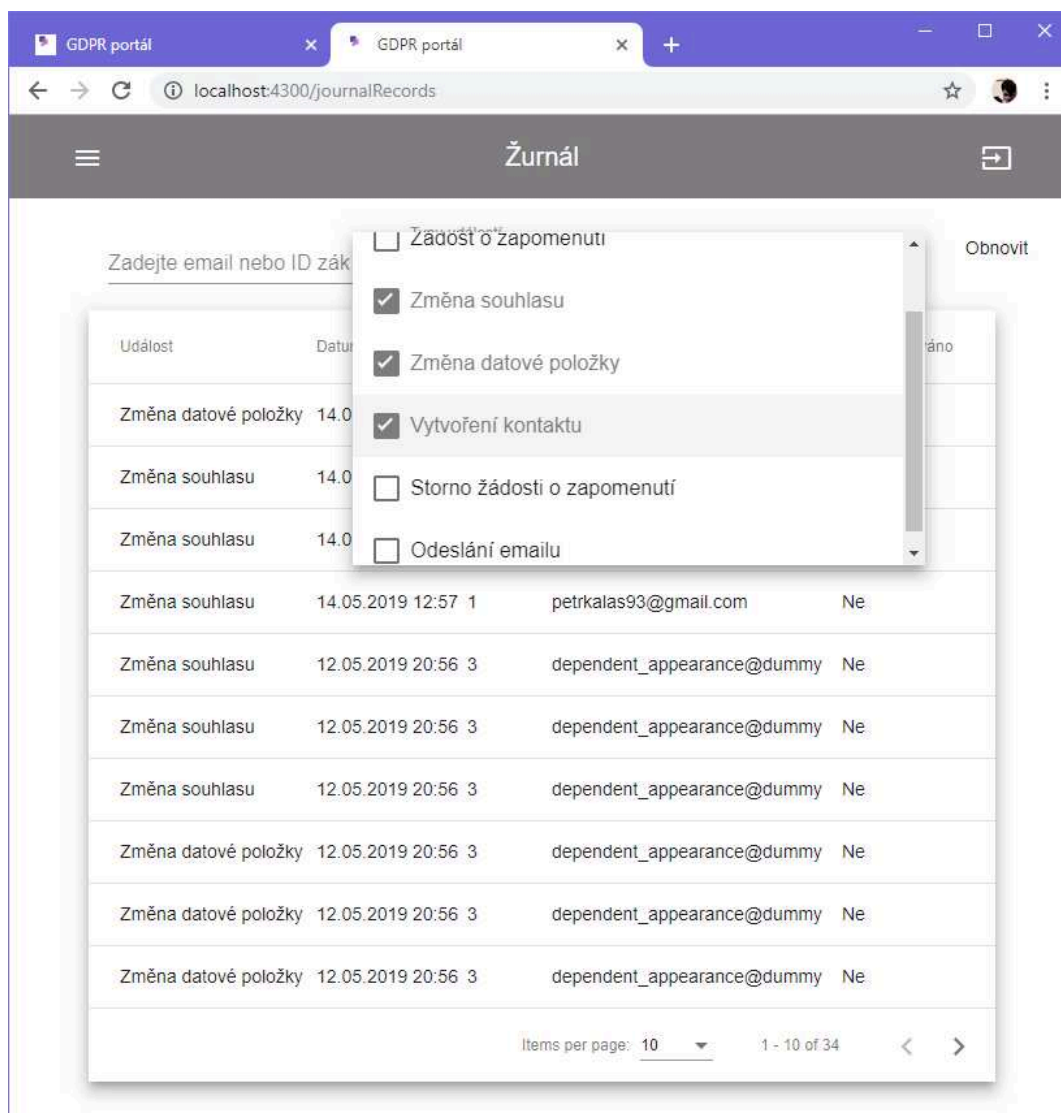 GDPR portál
GDPR portál
localhost:4300/journalRecords
Žurnál
Zadejte email nebo ID zák
Žádost o zapomenutí
Obnovit
Změna souhlasu
Změna datové položky
Vytvoření kontaktu
Storno žádosti o zapomenutí
Odeslání emailu
Událost
Změna datové položky 14.0
Změna souhlasu 14.0
Změna souhlasu 14.0
Změna souhlasu 14.05.2019 12:57 1 petrkalas93@gmail.com Ne
Změna souhlasu 12.05.2019 20:56 3 dependent_appearance@dummy Ne
Změna souhlasu 12.05.2019 20:56 3 dependent_appearance@dummy Ne
Změna souhlasu 12.05.2019 20:56 3 dependent_appearance@dummy Ne
Změna datové položky 12.05.2019 20:56 3 dependent_appearance@dummy Ne
Změna datové položky 12.05.2019 20:56 3 dependent_appearance@dummy Ne
Změna datové položky 12.05.2019 20:56 3 dependent_appearance@dummy Ne
Items per page: 10 1 - 10 of 34